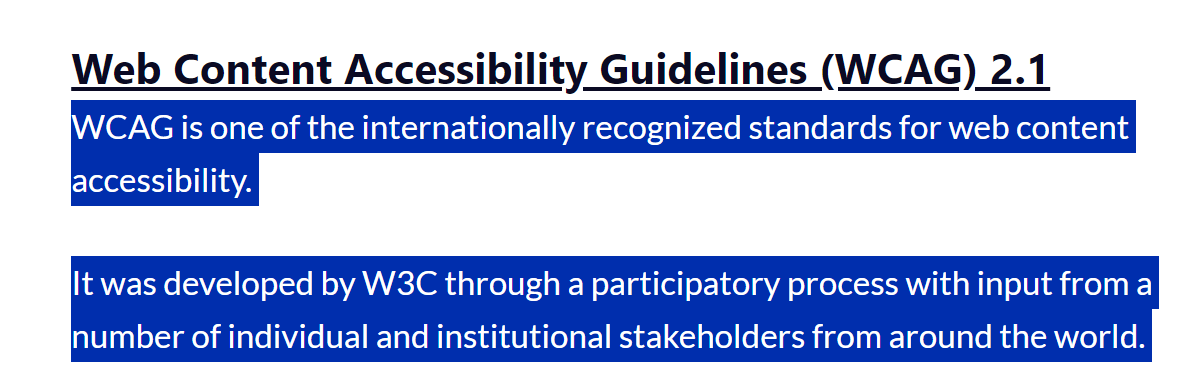 Web Content Accessibility Guidelines (WCAG) 2.1
WCAG is one of the internationally recognized standards for web content
accessibility.
It was developed by W3C through a participatory process with input from a
number of individual and institutional stakeholders from around the world.